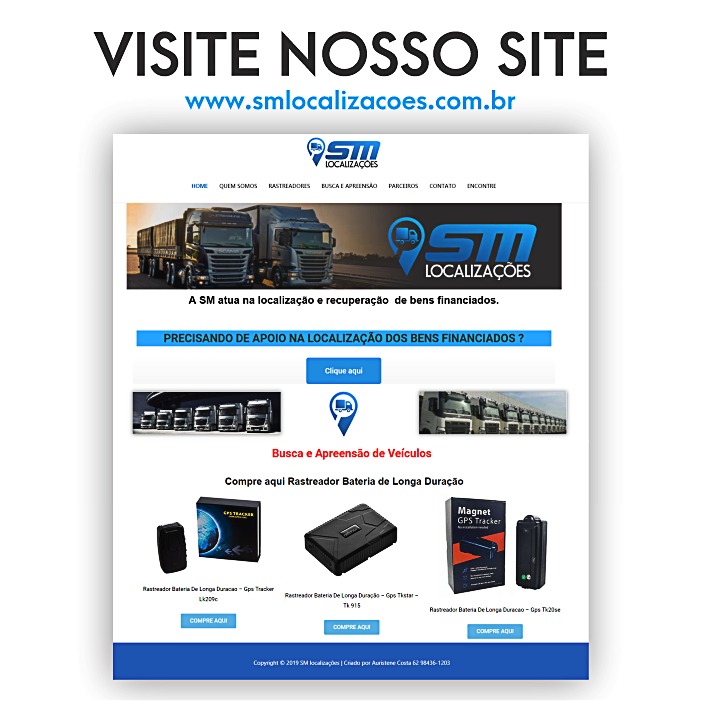 VISITE NOSSO SITE
www.smlocalizacoes.com.br
SM
LOCALIZAÇÕES
HOME QUEM SOMOS RASTREADORES BUSCA E APREENSÃO PARCEIROS CONTATO ENCONTRE
SM
LOCALIZAÇÕES
A SM atua na localização e recuperação de bens financiados.
PRECISANDO DE APOIO NA LOCALIZAÇÃO DOS BENS FINANCIADOS ?
Clique aqui
Busca e Apreensão de Veículos
Compre aqui Rastreador Bateria de Longa Duração
GPS TRACKER
Magnet
GPS Tracker
Rastreador Bateria De Longa Duracao – Gps Tracker
Lk209c
Rastreador Bateria De Longa Duração – Gps Tkstar –
Tk 915
Rastreador Bateria De Longa Duracao – Gps Tk20se
COMPRE AQUI
COMPRE AQUI
COMPRE AQUI
Copyright © 2019 SM localizações | Criado por Auristene Costa 62 98436-1203